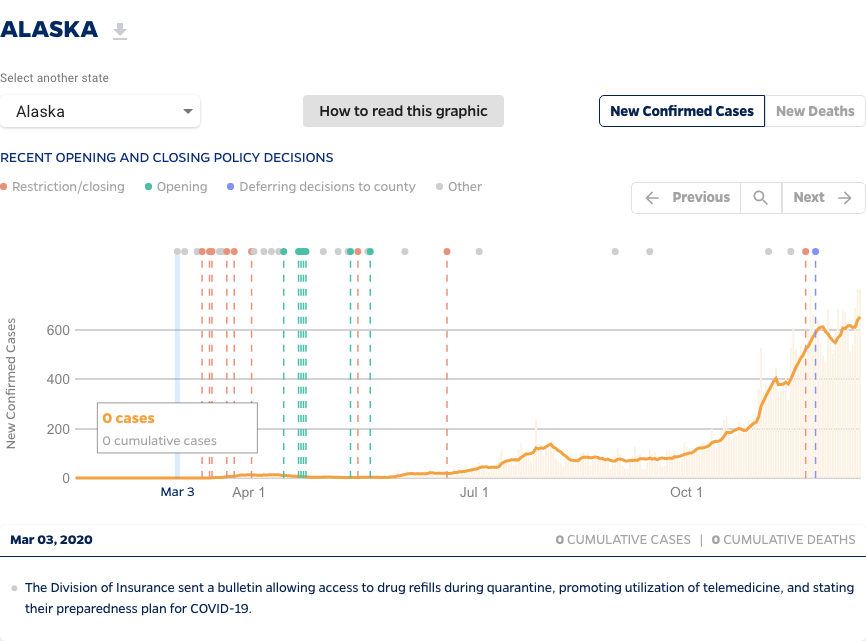 ALASKA
Select another state
Alaska
How to read this graphic
New Confirmed Cases
New Deaths
RECENT OPENING AND CLOSING POLICY DECISIONS
Restriction/closing
Opening
Deferring decisions to county
Other
Previous
Next
New Confirmed Cases
600
400
200
0
0 cases
0 cumulative cases
Mar 3
Apr 1
Jul 1
Oct 1
Mar 03, 2020
0 CUMULATIVE CASES | 0 CUMULATIVE DEATHS
The Division of Insurance sent a bulletin allowing access to drug refills during quarantine, promoting utilization of telemedicine, and stating
their preparedness plan for COVID-19.